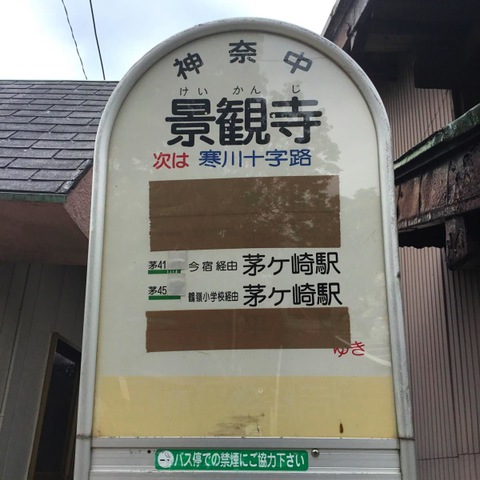 神奈中
けいかんじ
景観寺
次は 寒川十字路
茅41 今宿経由 茅ケ崎駅
茅45 鶴嶺小学校経由 茅ケ崎駅
ゆき
バス停での禁煙にご協力下さい